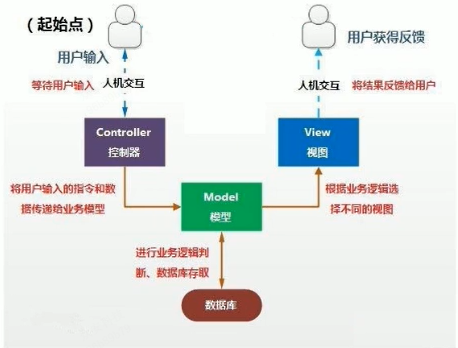 （起始点）
用户输入
用户获得反馈
等待用户输入
人机交互
人机交互
将结果反馈给用户
Controller
控制器
View
视图
将用户输入的指令和数
据传递给业务模型
Model
模型
根据业务逻辑选
择不同的视图
进行业务逻辑判
断、数据库存取
数据库